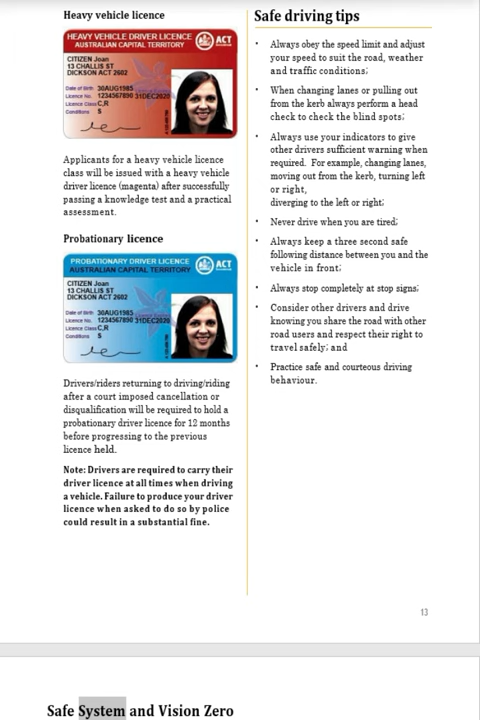 Heavy vehicle licence
HEAVY VEHICLE DRIVER LICENCE
AUSTRALIAN CAPITAL TERRITORY
ACT
CITIZEN Joan
13 CHALLIS ST
DICKSON ACT 2602
Date of Birth 30AUG1985
Licence No. 1234567890 31DEC2020
Licence Class C,R
Conditions S
Applicants for a heavy vehicle licence
class will be issued with a heavy vehicle
driver licence (magenta) after successfully
passing a knowledge test and a practical
assessment.
Probationary licence
PROBATIONARY DRIVER LICENCE
AUSTRALIAN CAPITAL TERRITORY
ACT
CITIZEN Joan
13 CHALLIS ST
DICKSON ACT 2602
Date of Birth 30AUG1985
Licence No. 1234567890 31DEC2020
Licence Class C,R
Conditions S
Drivers/riders returning to driving/riding
after a court imposed cancellation or
disqualification will be required to hold a
probationary driver licence for 12 months
before progressing to the previous
licence held.
Note: Drivers are required to carry their
driver licence at all times when driving
a vehicle. Failure to produce your driver
licence when asked to do so by police
could result in a substantial fine.
Safe driving tips
• Always obey the speed limit and adjust
your speed to suit the road, weather
and traffic conditions;
• When changing lanes or pulling out
from the kerb always perform a head
check to check the blind spots;
• Always use your indicators to give
other drivers sufficient warning when
required. For example, changing lanes,
moving out from the kerb, turning left
or right,
diverging to the left or right;
• Never drive when you are tired;
• Always keep a three second safe
following distance between you and the
vehicle in front;
• Always stop completely at stop signs;
• Consider other drivers and drive
knowing you share the road with other
road users and respect their right to
travel safely; and
• Practice safe and courteous driving
behaviour.
13
Safe System and Vision Zero